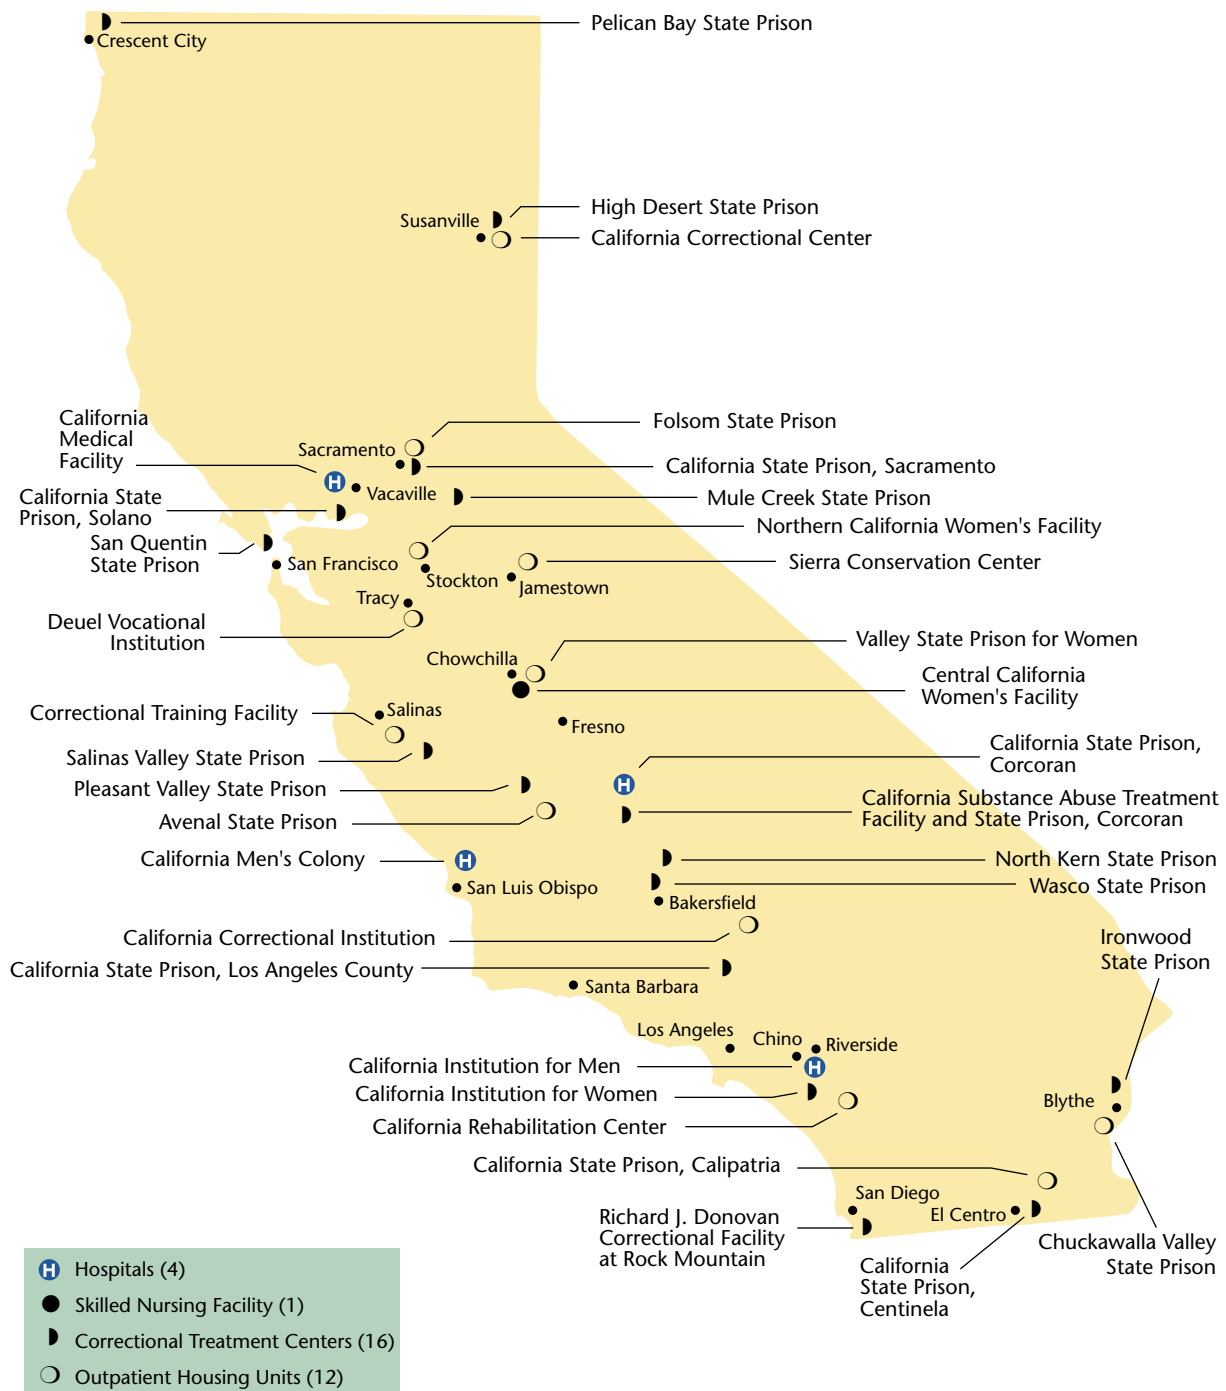 Pelican Bay State Prison
Crescent City
High Desert State Prison
Susanville
California Correctional Center
California
Medical
Facility
Folsom State Prison
Sacramento
California State Prison, Sacramento
Vacaville
Mule Creek State Prison
California State
Prison, Solano
Northern California Women's Facility
San Quentin
State Prison
San Francisco
Stockton
Jamestown
Sierra Conservation Center
Tracy
Deuel Vocational
Institution
Valley State Prison for Women
Chowchilla
Central California
Women's Facility
Correctional Training Facility
Salinas
Fresno
Salinas Valley State Prison
California State Prison,
Corcoran
Pleasant Valley State Prison
H
California Substance Abuse Treatment
Facility and State Prison, Corcoran
Avenal State Prison
California Men's Colony
H
North Kern State Prison
San Luis Obispo
Wasco State Prison
Bakersfield
California Correctional Institution
Ironwood
State Prison
California State Prison, Los Angeles County
Santa Barbara
Los Angeles
Chino
Riverside
California Institution for Men
H
California Institution for Women
Blythe
California Rehabilitation Center
California State Prison, Calipatria
San Diego
El Centro
Richard J. Donovan
Correctional Facility
at Rock Mountain
Chuckawalla Valley
State Prison
California
State Prison,
Centinela
H
H Hospitals (4)
Skilled Nursing Facility (1)
Correctional Treatment Centers (16)
Outpatient Housing Units (12)